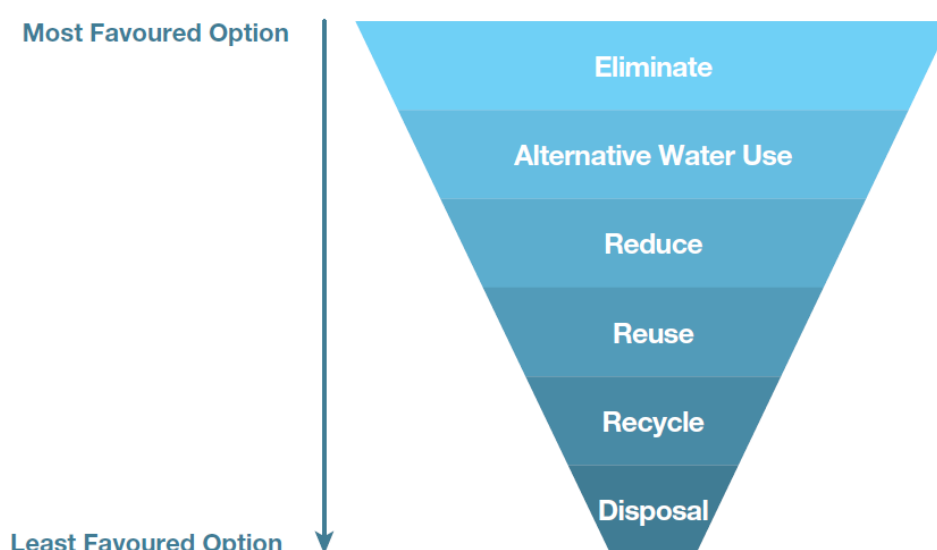 Most Favoured Option
Eliminate
Alternative Water Use
Reduce
Reuse
Recycle
Disposal
Least Favoured Option